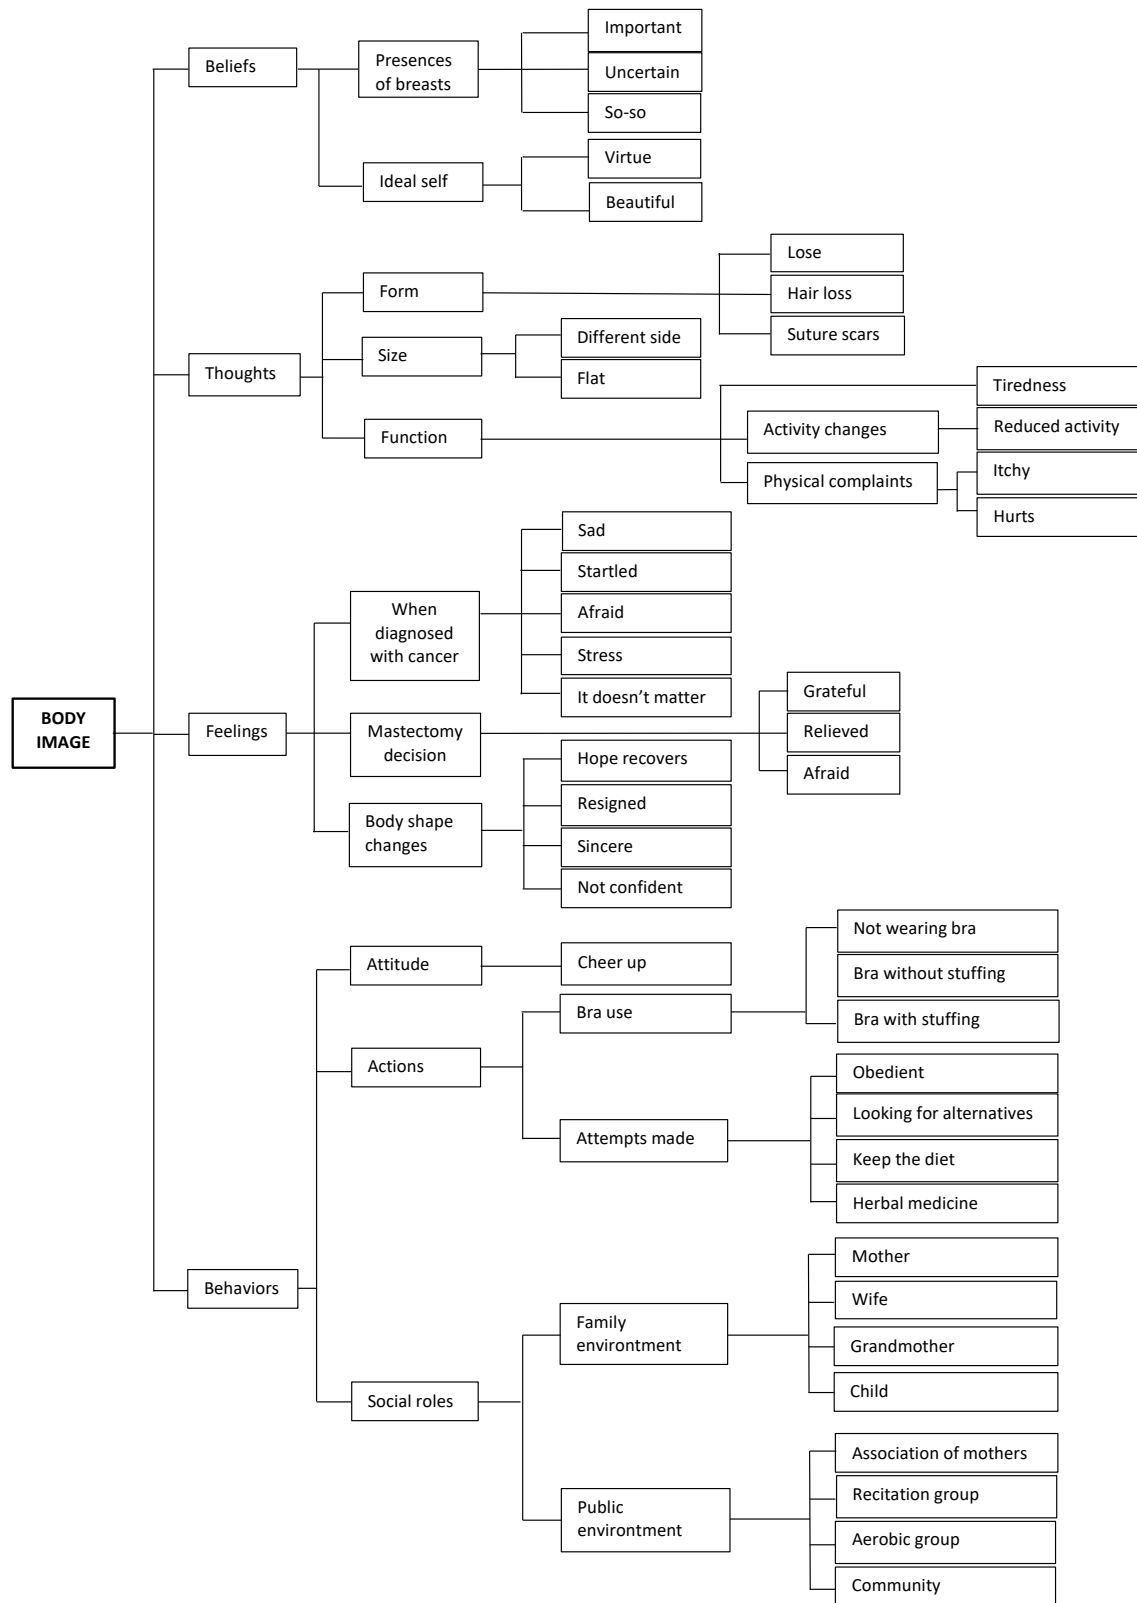 Important
Beliefs
Presences
of breasts
Uncertain
So-so
Virtue
Ideal self
Beautiful
Lose
Form
Hair loss
Suture scars
Different side
Size
Thoughts
Flat
Tiredness
Function
Activity changes
Reduced activity
Physical complaints
Itchy
Hurts
Sad
Startled
When
diagnosed
with cancer
Afraid
Stress
It doesn’t matter
Grateful
BODY
IMAGE
Feelings
Mastectomy
decision
Relieved
Afraid
Hope recovers
Resigned
Body shape
changes
Sincere
Not confident
Not wearing bra
Attitude
Cheer up
Bra without stuffing
Bra use
Bra with stuffing
Actions
Obedient
Looking for alternatives
Attempts made
Keep the diet
Herbal medicine
Mother
Behaviors
Wife
Family
environtment
Grandmother
Child
Social roles
Association of mothers
Recitation group
Public
environtment
Aerobic group
Community